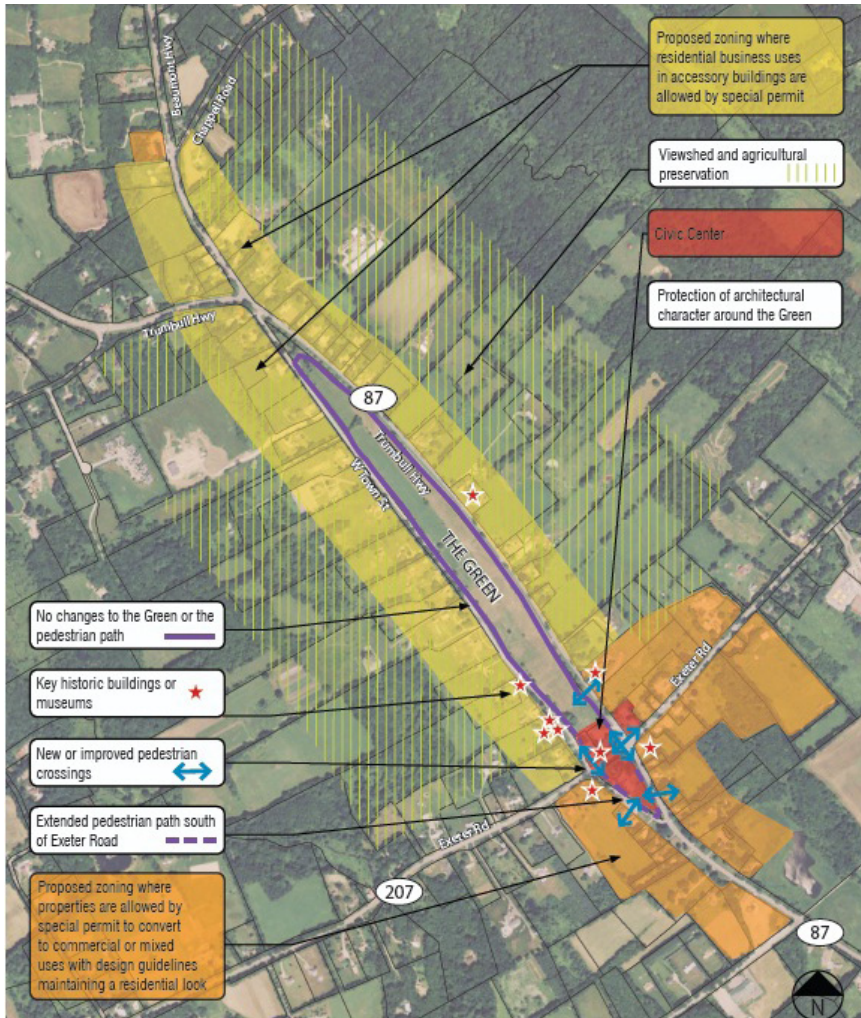 Beaumont Hwy
Chappel Road
Proposed zoning where
residential business uses
in accessory buildings are
allowed by special permit
Viewshed and agricultural
preservation
Civic Center
Protection of architectural
character around the Green
Trumbull Hwy
87
Trumbull Hwy
W Town St
THE GREEN
No changes to the Green or the
pedestrian path
Key historic buildings or
museums
New or improved pedestrian
crossings
Extended pedestrian path south
of Exeter Road
Exeter Rd
Exeter Rd
207
87
Proposed zoning where
properties are allowed by
special permit to convert
to commercial or mixed
uses with design guidelines
maintaining a residential look
N